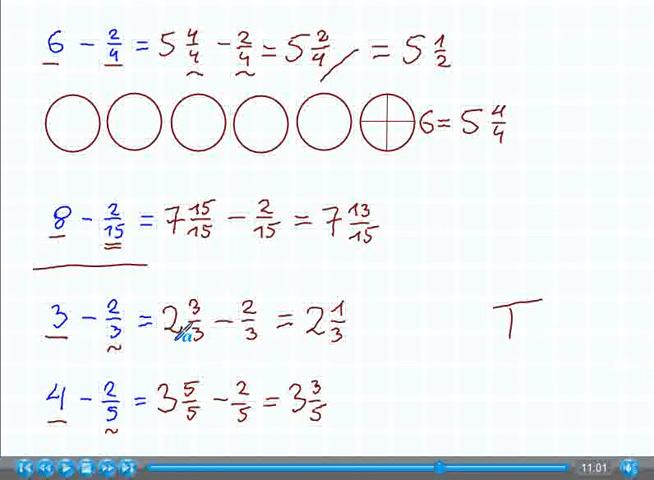 6 - 2/4 = 5 4/4 - 2/4 = 5 2/4 = 5 1/2
6 = 5 4/4
8 - 2/15 = 7 15/15 - 2/15 = 7 13/15
3 - 2/3 = 2 3/3 - 2/3 = 2 1/3
T
4 - 2/5 = 3 5/5 - 2/5 = 3 3/5
11:01